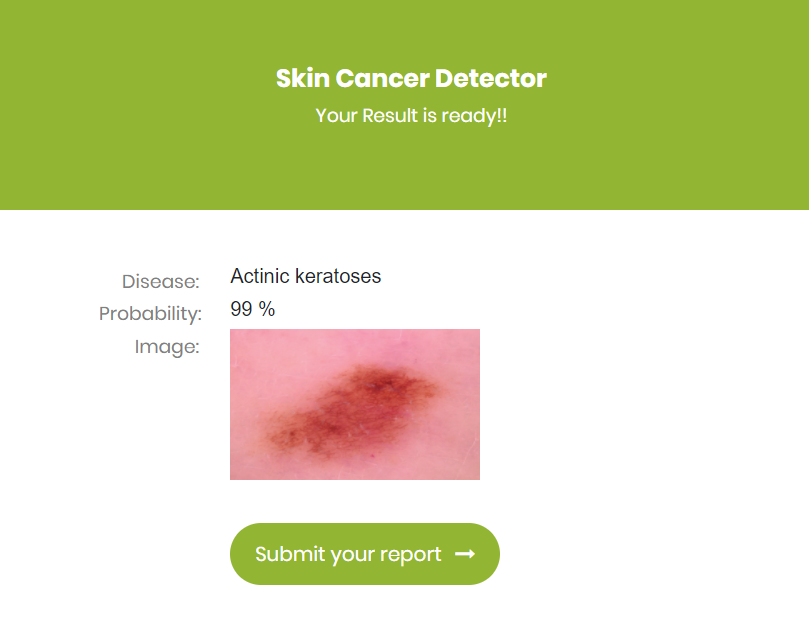 Skin Cancer Detector
Your Result is ready!!
Disease: Actinic keratoses
Probability: 99 %
Image:
Submit your report